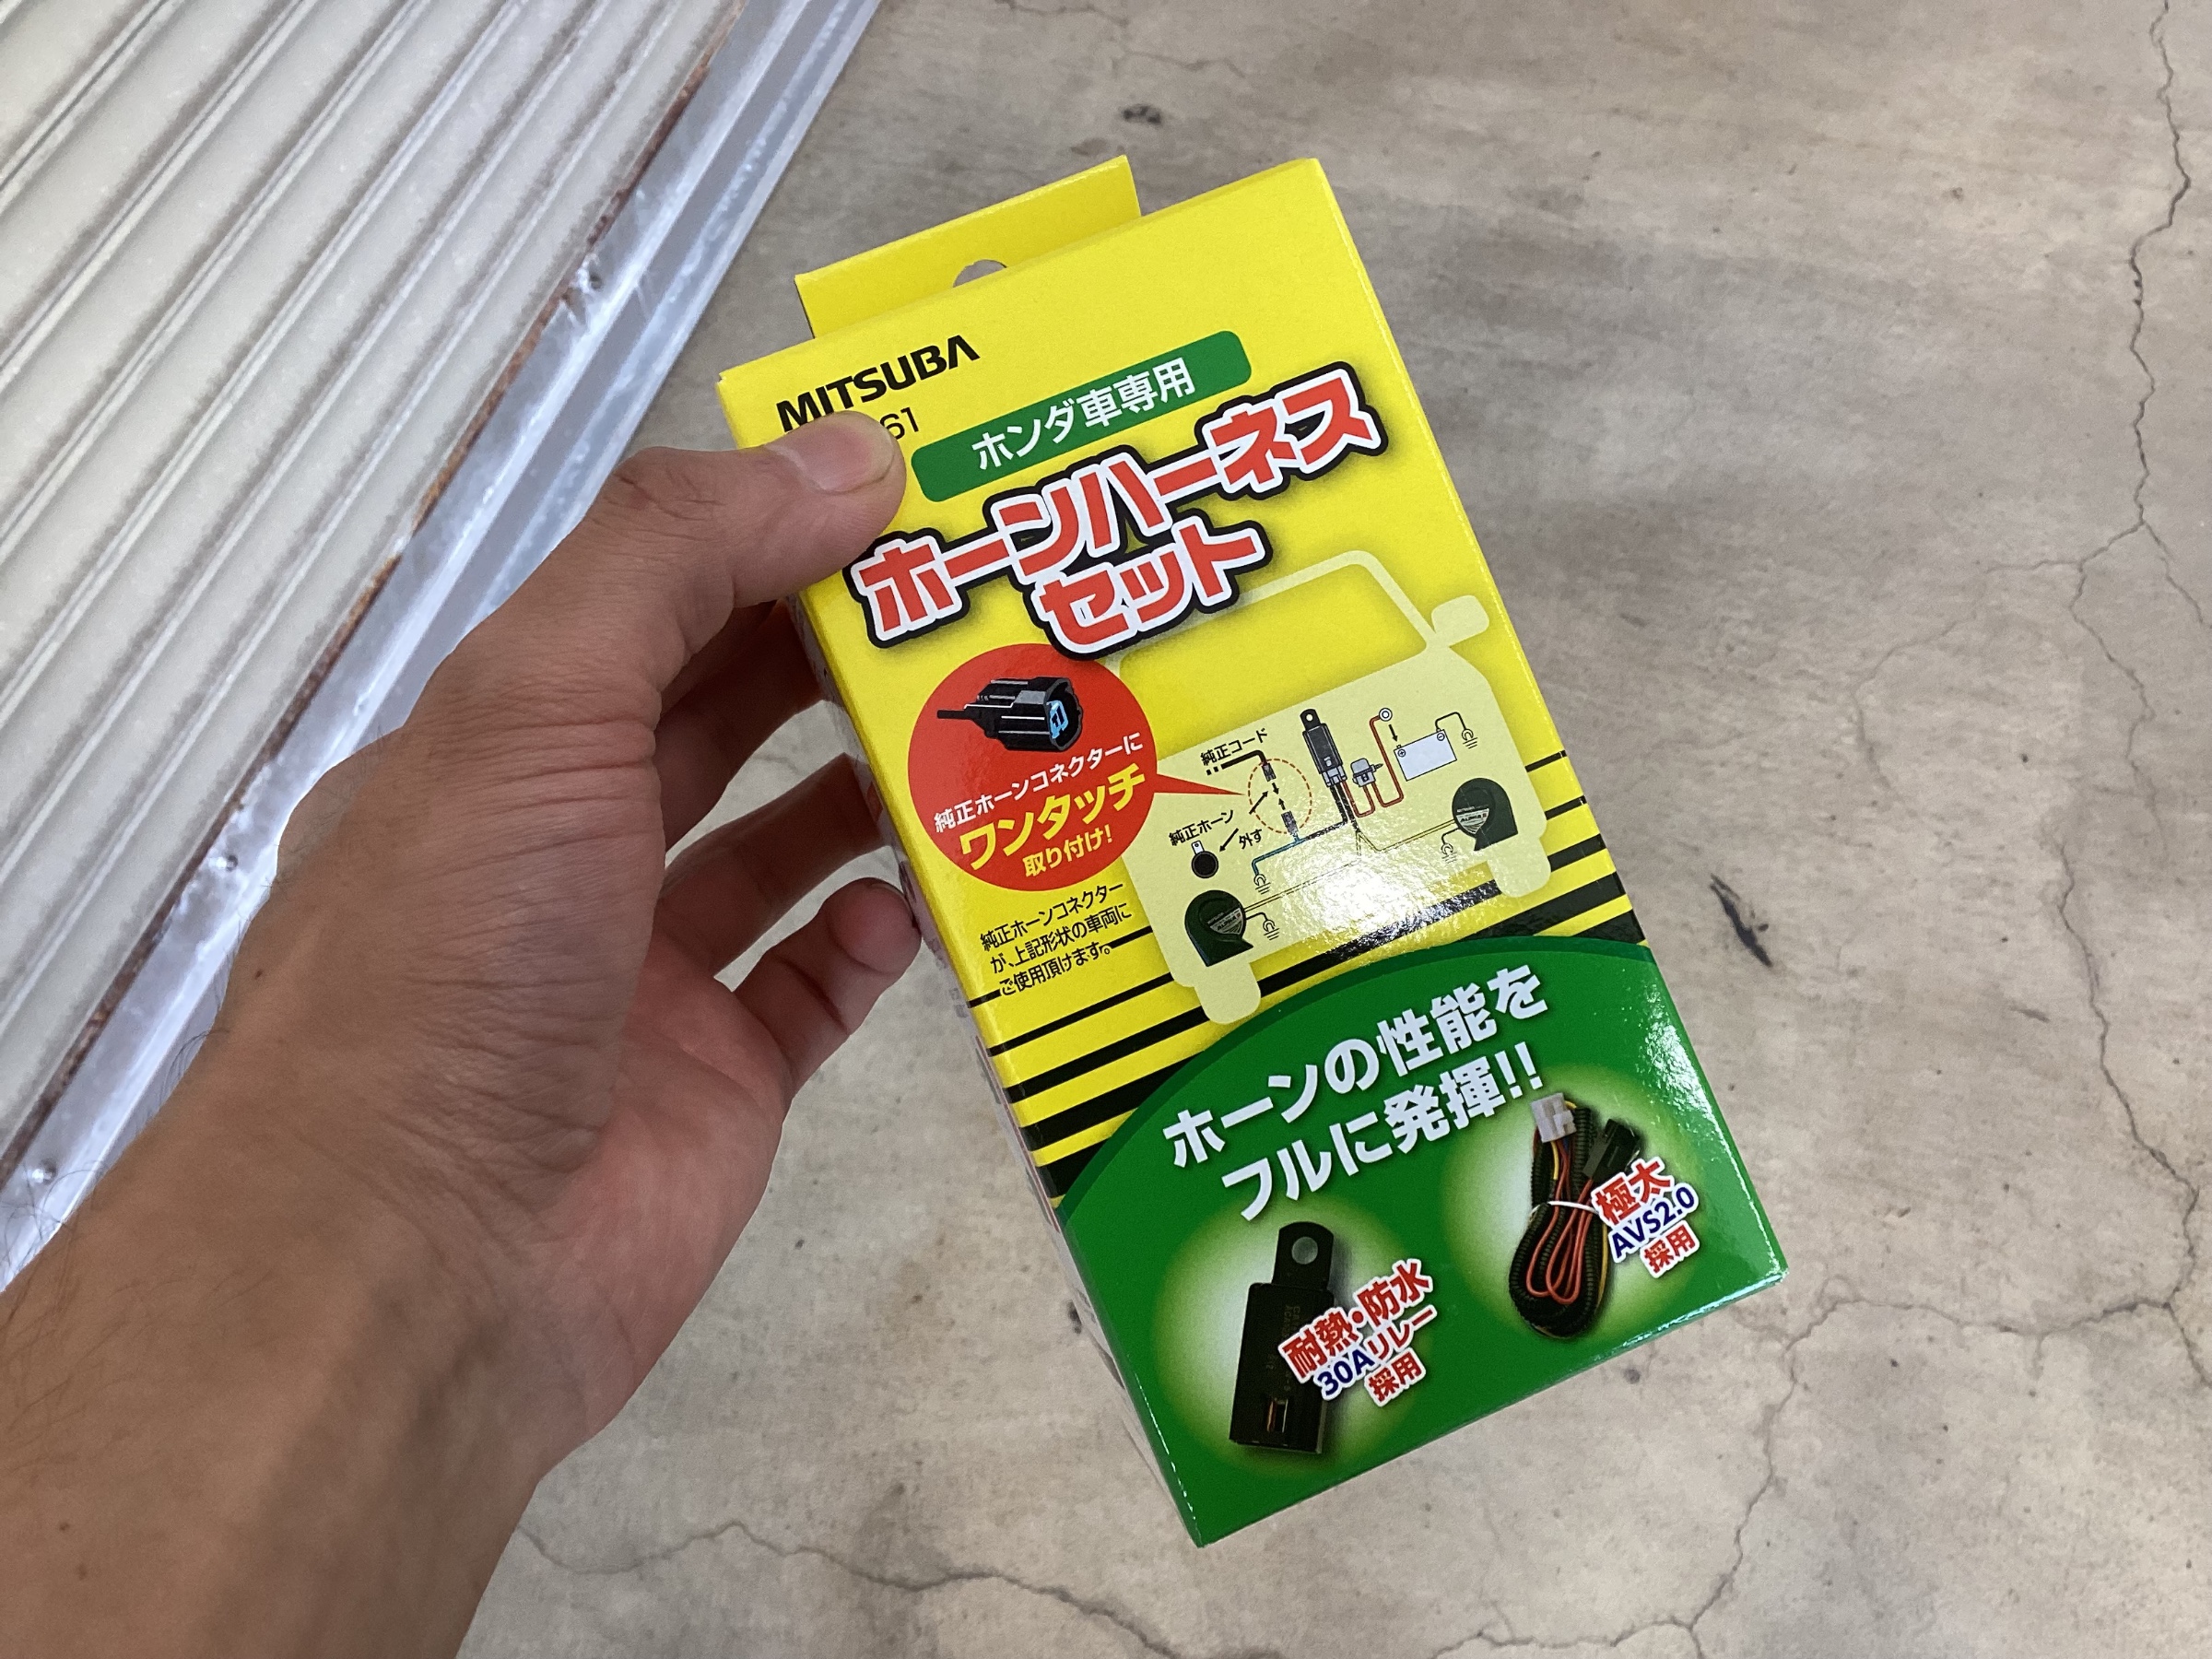 MITSUBA
61
ホンダ車専用
ホーンハーネス
セット
純正ホーンコネクターに
ワンタッチ
取り付け!
純正コード
純正ホーン
外す
純正ホーンコネクター
が、上記形状の車両に
ご使用頂けます。
ホーンの性能を
フルに発揮!!
極太
AVS2.0
採用
耐熱・防水
30Aリレー
採用